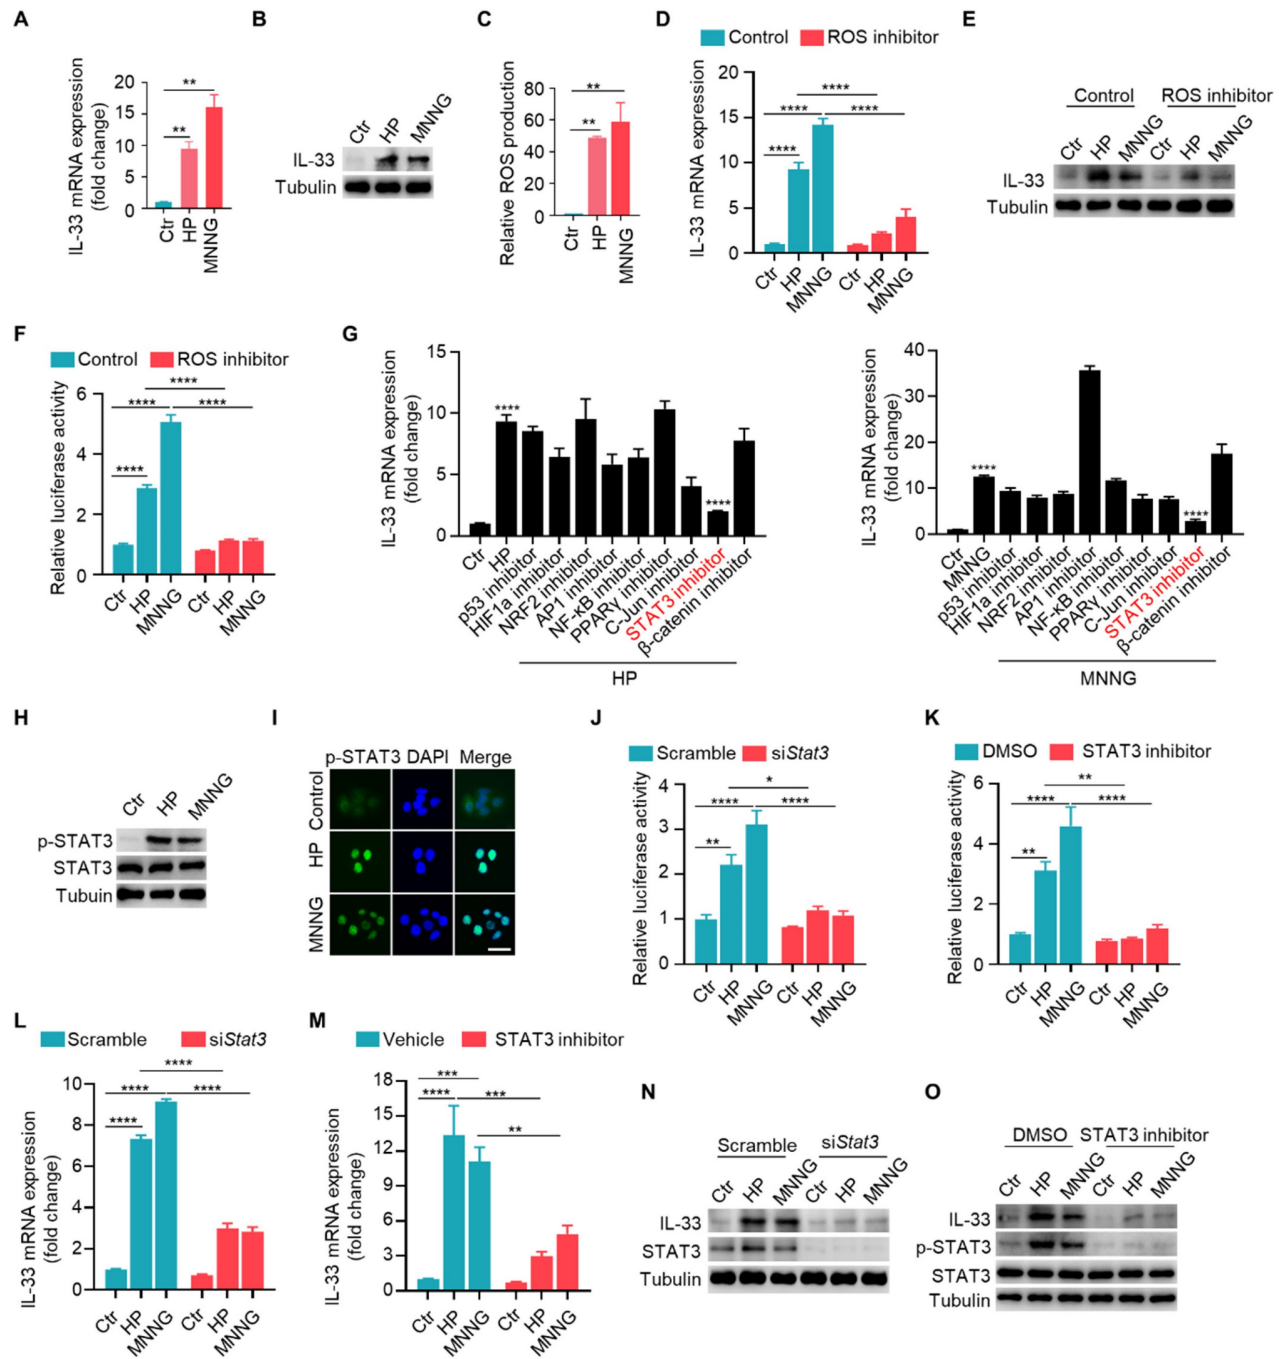 A
IL-33 mRNA expression
(fold change)
20
15
10
5
0
**
**
Ctr
HP
MNNG
B
Ctr
HP
MNNG
IL-33
Tubulin
C
Relative ROS production
80
60
40
20
0
**
**
Ctr
HP
MNNG
D
Control
ROS inhibitor
IL-33 mRNA expression
20
15
10
5
0
****
****
****
****
Ctr
HP
MNNG
Ctr
HP
MNNG
E
Control
ROS inhibitor
Ctr
HP
MNNG
Ctr
HP
MNNG
IL-33
Tubulin
F
Control
ROS inhibitor
Relative luciferase activity
6
4
2
0
****
****
****
****
Ctr
HP
MNNG
Ctr
HP
MNNG
G
IL-33 mRNA expression
(fold change)
15
10
5
0
****
****
Ctr
HP
p53 inhibitor
HIF1a inhibitor
NRF2 inhibitor
AP1 inhibitor
NF-κB inhibitor
PPARγ inhibitor
C-Jun inhibitor
STAT3 inhibitor
β-catenin inhibitor
HP
IL-33 mRNA expression
(fold change)
40
30
20
10
0
****
****
Ctr
MNNG
p53 inhibitor
HIF1a inhibitor
NRF2 inhibitor
AP1 inhibitor
NF-κB inhibitor
PPARγ inhibitor
C-Jun inhibitor
STAT3 inhibitor
β-catenin inhibitor
MNNG
H
Ctr
HP
MNNG
p-STAT3
STAT3
Tubuin
I
p-STAT3 DAPI Merge
Control
HP
MNNG
J
Scramble
siStat3
Relative luciferase activity
4
3
2
1
0
*
****
****
**
Ctr
HP
MNNG
Ctr
HP
MNNG
K
DMSO
STAT3 inhibitor
Relative luciferase activity
6
4
2
0
**
****
****
**
Ctr
HP
MNNG
Ctr
HP
MNNG
L
Scramble
siStat3
IL-33 mRNA expression
(fold change)
10
8
6
4
2
0
****
****
****
****
Ctr
HP
MNNG
Ctr
HP
MNNG
M
Vehicle
STAT3 inhibitor
IL-33 mRNA expression
(fold change)
18
15
12
9
6
3
0
***
****
***
**
Ctr
HP
MNNG
Ctr
HP
MNNG
N
Scramble
siStat3
Ctr
HP
MNNG
Ctr
HP
MNNG
IL-33
STAT3
Tubulin
O
DMSO
STAT3 inhibitor
Ctr
HP
MNNG
Ctr
HP
MNNG
IL-33
p-STAT3
STAT3
Tubulin